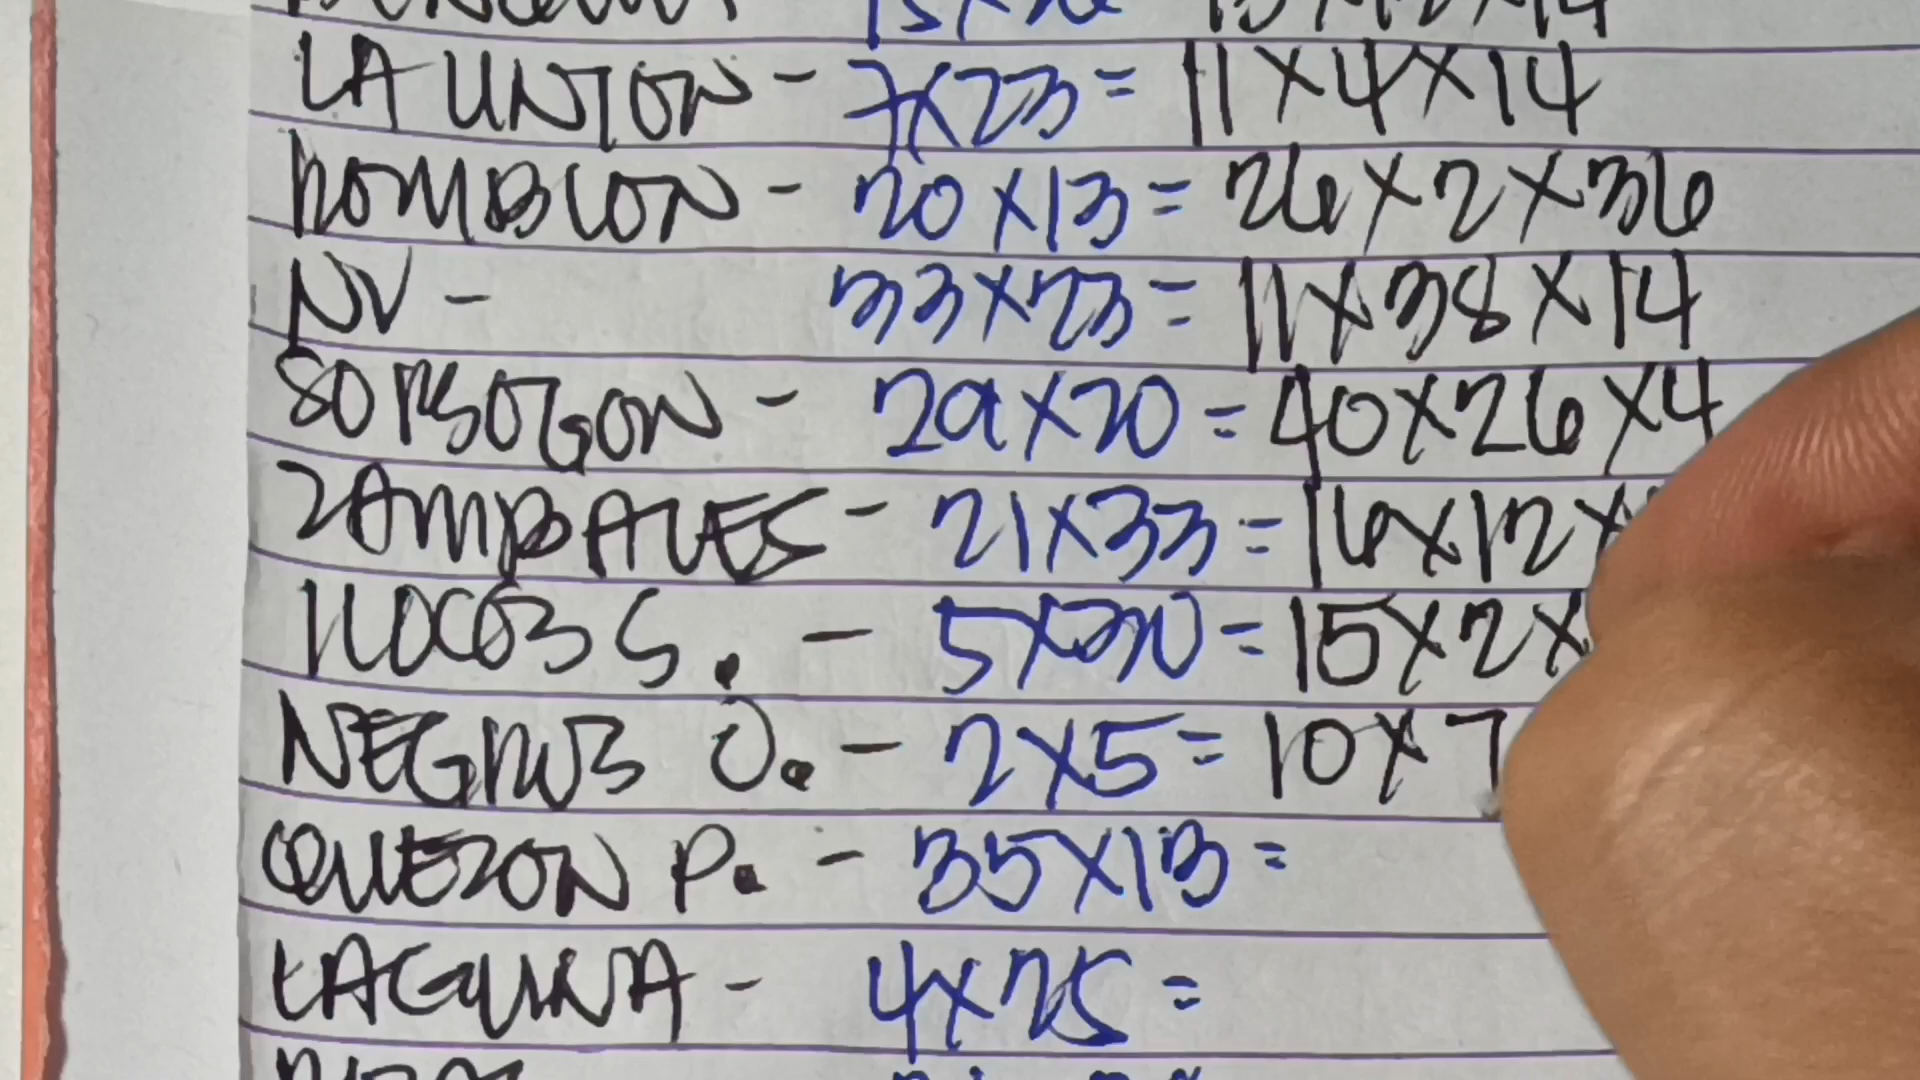 LA UNION - 7X23 = 11X4X14
ROMBLON - 20X13 = 26X2X36
NV - 33X23 = 11X38X14
SORSOGON - 29X20 = 40X26X4
ZAMBALES - 21X33 = 16X12X
ILOCOS S. - 5X30 = 15X2X
NEGROS O. - 2X5 = 10X7
QUEZON P. - 35X13 =
LAGUNA - 4X25 =